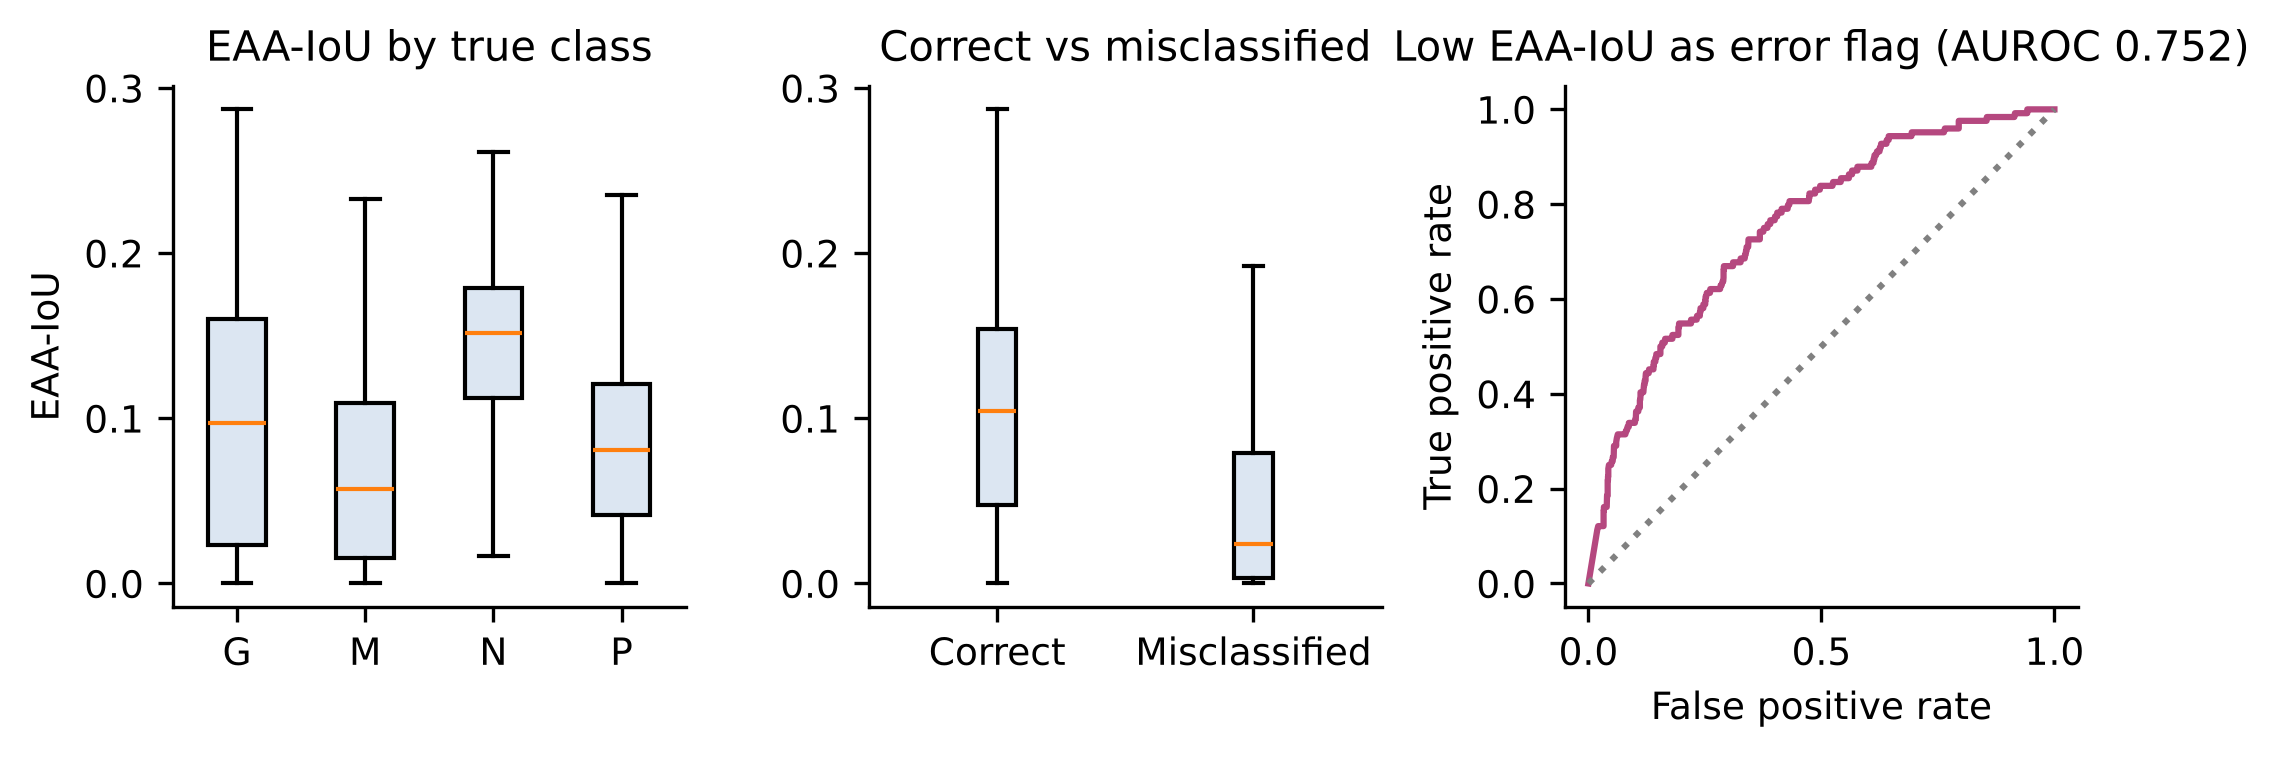 EAA-IoU by true class
EAA-IoU
0.3
0.2
0.1
0.0
G M N P
Correct vs misclassified
0.3
0.2
0.1
0.0
Correct Misclassified
Low EAA-IoU as error flag (AUROC 0.752)
True positive rate
1.0
0.8
0.6
0.4
0.2
0.0
0.0 0.5 1.0
False positive rate